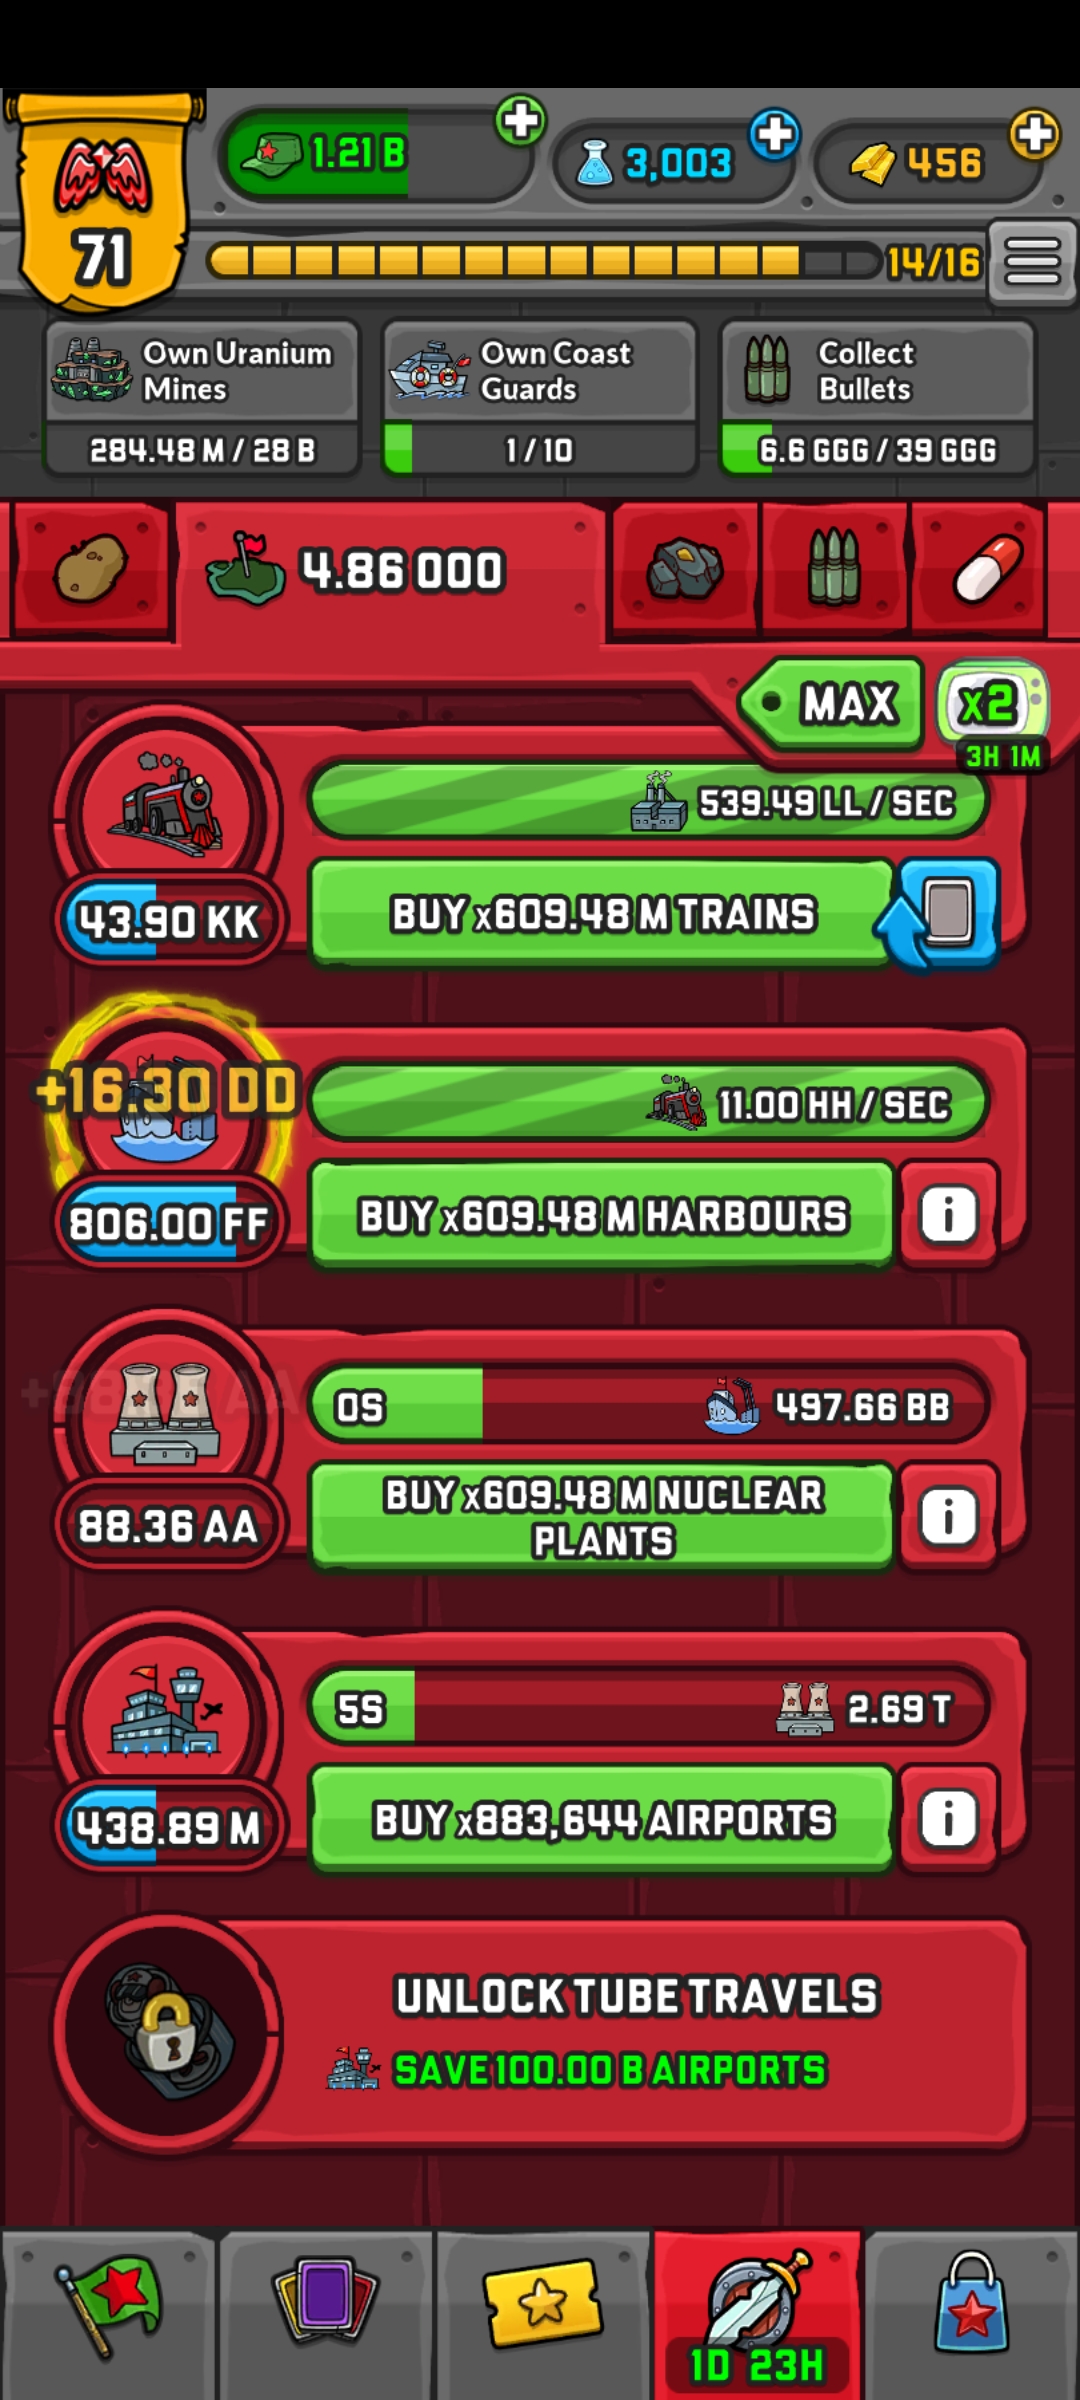 71
1.21 B
3,003
456
14/16
Own Uranium
Mines
284.48 M / 28 B
Own Coast
Guards
1 / 10
Collect
Bullets
6.6 GGG / 39 GGG
4.86 000
MAX
x2
3H 1M
539.49 LL / SEC
43.90 KK
BUY x609.48 M TRAINS
+16.30 DD
11.00 HH / SEC
806.00 FF
BUY x609.48 M HARBOURS
i
0S
497.66 BB
88.36 AA
BUY x609.48 M NUCLEAR
PLANTS
i
5S
2.69 T
438.89 M
BUY x883,644 AIRPORTS
i
UNLOCK TUBE TRAVELS
SAVE 100.00 B AIRPORTS
1D 23H